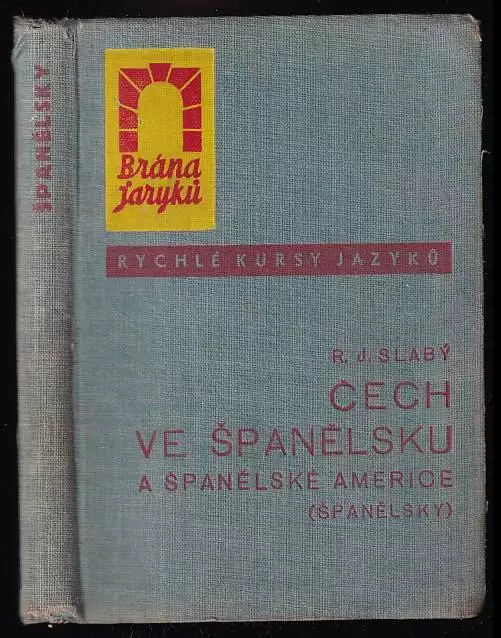 ŠPANĚLSKY
Brána
jazyků
RYCHLÉ KURSY JAZYKŮ
R. J. SLABÝ
ČECH
VE ŠPANĚLSKU
A ŠPANĚLSKÉ AMERICE
(ŠPANĚLSKY)